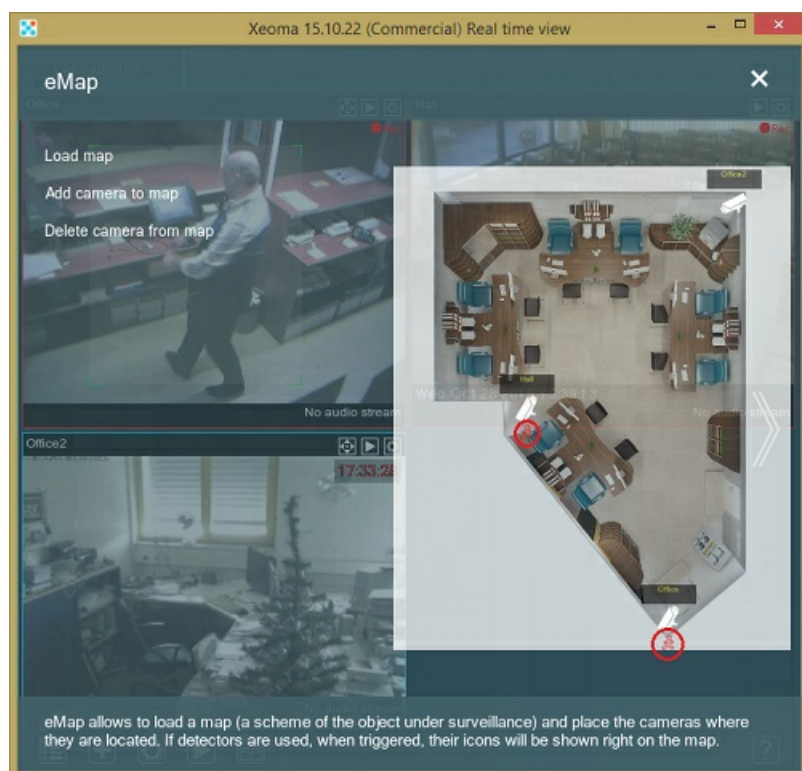 Xeoma 15.10.22 (Commercial) Real time view
eMap
Office
Hall
Rec
Load map
Add camera to map
Delete camera from map
Office2
Hall
No audio stream
Office2
17:33:28
Office
eMap allows to load a map (a scheme of the object under surveillance) and place the cameras where
they are located. If detectors are used, when triggered, their icons will be shown right on the map.